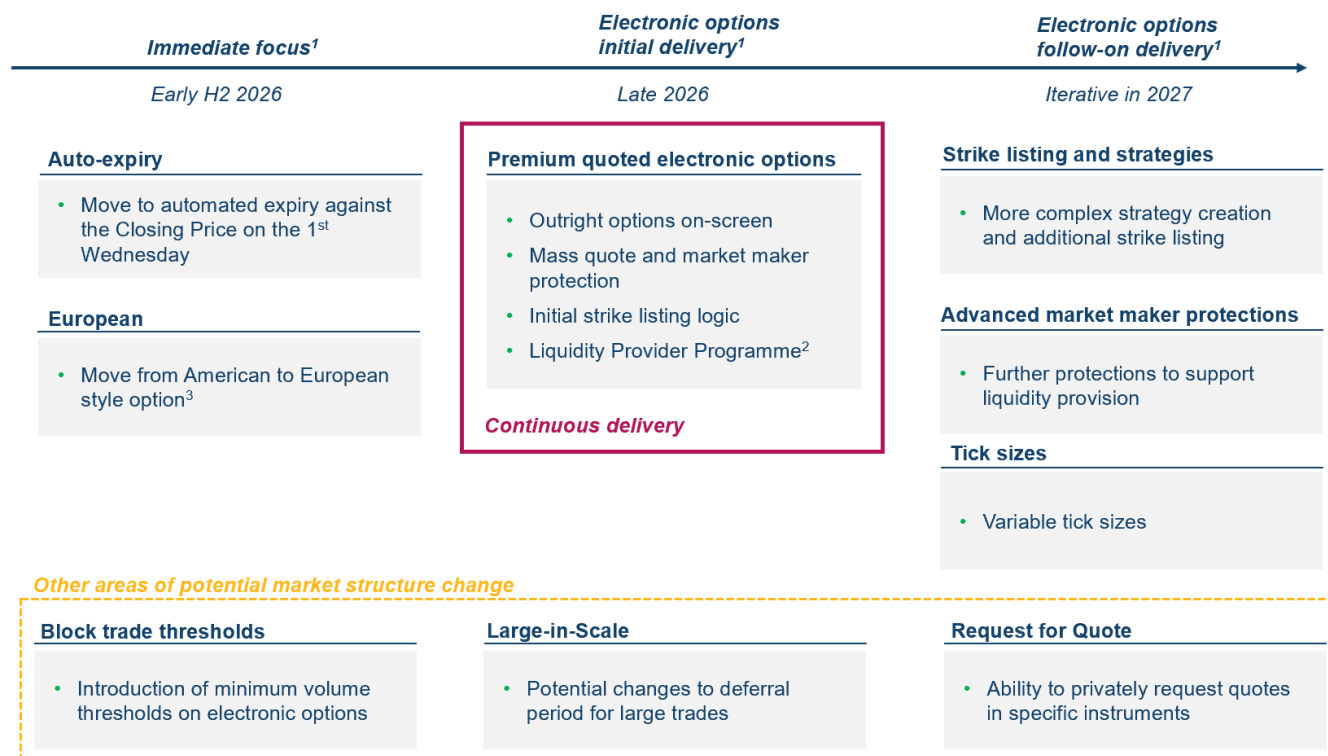 Immediate focus¹
Electronic options
initial delivery¹
Electronic options
follow-on delivery¹
Early H2 2026
Late 2026
Iterative in 2027
Auto-expiry
• Move to automated expiry against
the Closing Price on the 1st
Wednesday
European
• Move from American to European
style option³
Premium quoted electronic options
• Outright options on-screen
• Mass quote and market maker
protection
• Initial strike listing logic
• Liquidity Provider Programme²
Continuous delivery
Strike listing and strategies
• More complex strategy creation
and additional strike listing
Advanced market maker protections
• Further protections to support
liquidity provision
Tick sizes
• Variable tick sizes
Other areas of potential market structure change
Block trade thresholds
• Introduction of minimum volume
thresholds on electronic options
Large-in-Scale
• Potential changes to deferral
period for large trades
Request for Quote
• Ability to privately request quotes
in specific instruments